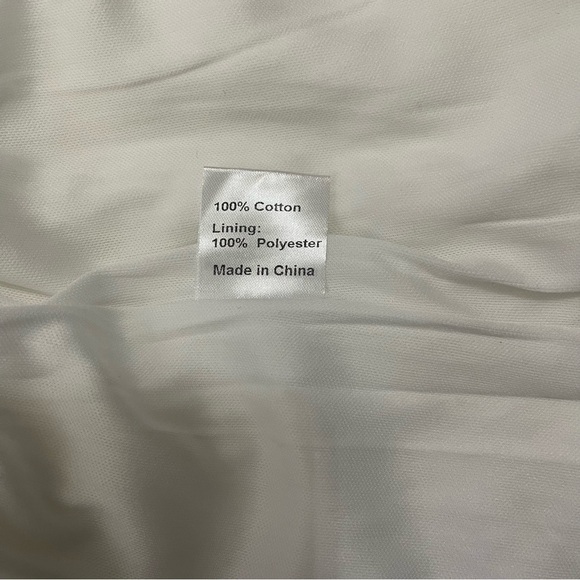 100% Cotton
Lining:
100% Polyester
Made in China